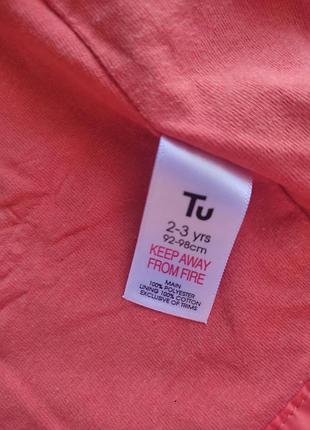 Tu
2-3 yrs
92-98cm
KEEP AWAY
FROM FIRE
MAIN
100% POLYESTER
LINING 100% COTTON
EXCLUSIVE OF TRIMS